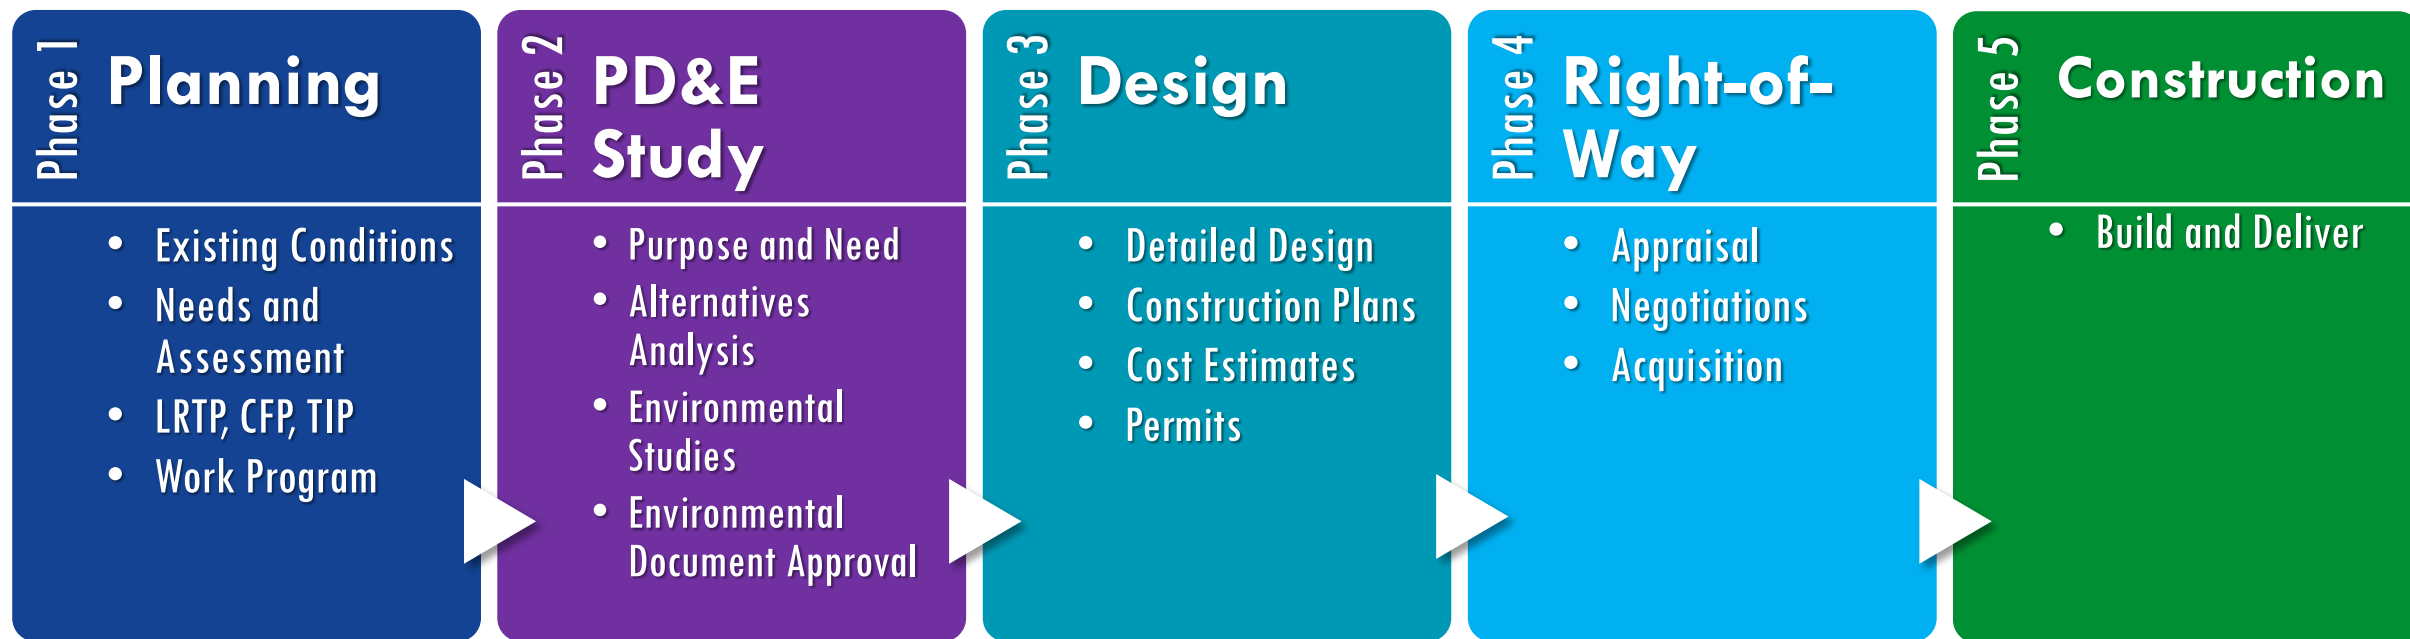 Phase 1
Planning
• Existing Conditions
• Needs and
Assessment
• LRTP, CFP, TIP
• Work Program
Phase 2
PD&E
Study
• Purpose and Need
• Alternatives
Analysis
• Environmental
Studies
• Environmental
Document Approval
Phase 3
Design
• Detailed Design
• Construction Plans
• Cost Estimates
• Permits
Phase 4
Right-of-
Way
• Appraisal
• Negotiations
• Acquisition
Phase 5
Construction
• Build and Deliver